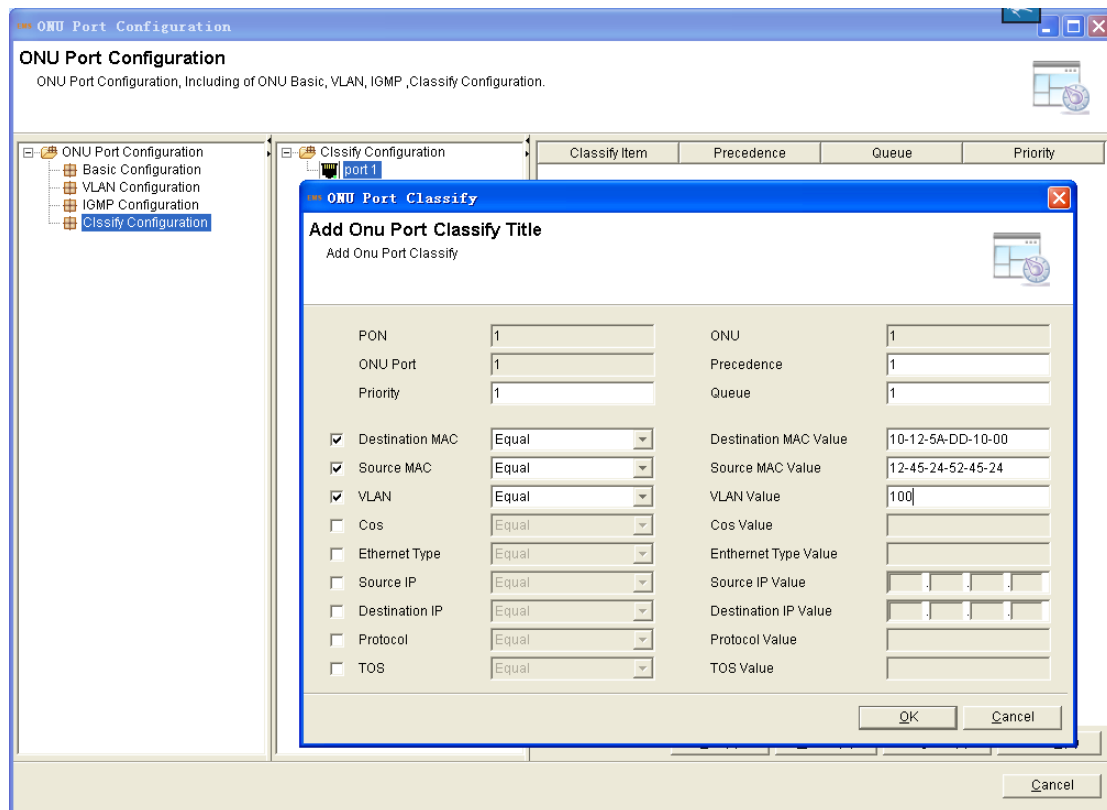 EMS ONU Port Configuration
ONU Port Configuration
ONU Port Configuration, Including of ONU Basic, VLAN, IGMP ,Classify Configuration.
ONU Port Configuration
Basic Configuration
VLAN Configuration
IGMP Configuration
Clssify Configuration
Clssify Configuration
port 1
Classify Item Precedence Queue Priority
EMS ONU Port Classify
Add Onu Port Classify Title
Add Onu Port Classify
PON 1 ONU 1
ONU Port 1 Precedence 1
Priority 1 Queue 1
Destination MAC Equal Destination MAC Value 10-12-5A-DD-10-00
Source MAC Equal Source MAC Value 12-45-24-52-45-24
VLAN Equal VLAN Value 100
Cos Equal Cos Value
Ethernet Type Equal Enthernet Type Value
Source IP Equal Source IP Value . . .
Destination IP Equal Destination IP Value . . .
Protocol Equal Protocol Value
TOS Equal TOS Value
OK Cancel
Cancel